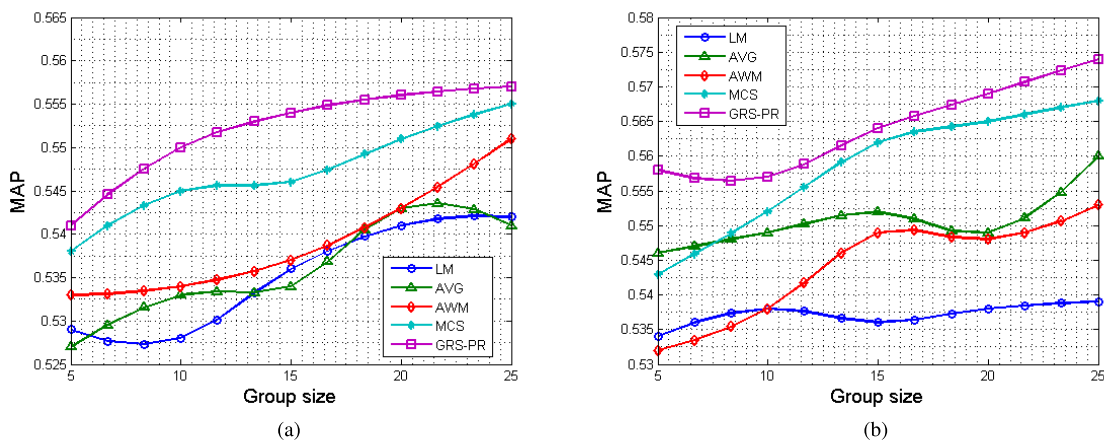 0.565
0.56
0.555
0.55
0.545
0.54
0.535
0.53
0.525
MAP
5
10
15
20
25
Group size
LM
AVG
AWM
MCS
GRS-PR
(a)
0.58
0.575
0.57
0.565
0.56
0.555
0.55
0.545
0.54
0.535
0.53
MAP
5
10
15
20
25
Group size
LM
AVG
AWM
MCS
GRS-PR
(b)